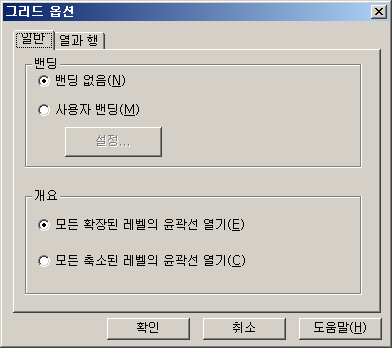 그리드 옵션
일반 열과 행
밴딩
밴딩 없음(N)
사용자 밴딩(M)
설정...
개요
모든 확장된 레벨의 윤곽선 열기(E)
모든 축소된 레벨의 윤곽선 열기(C)
확인 취소 도움말(H)